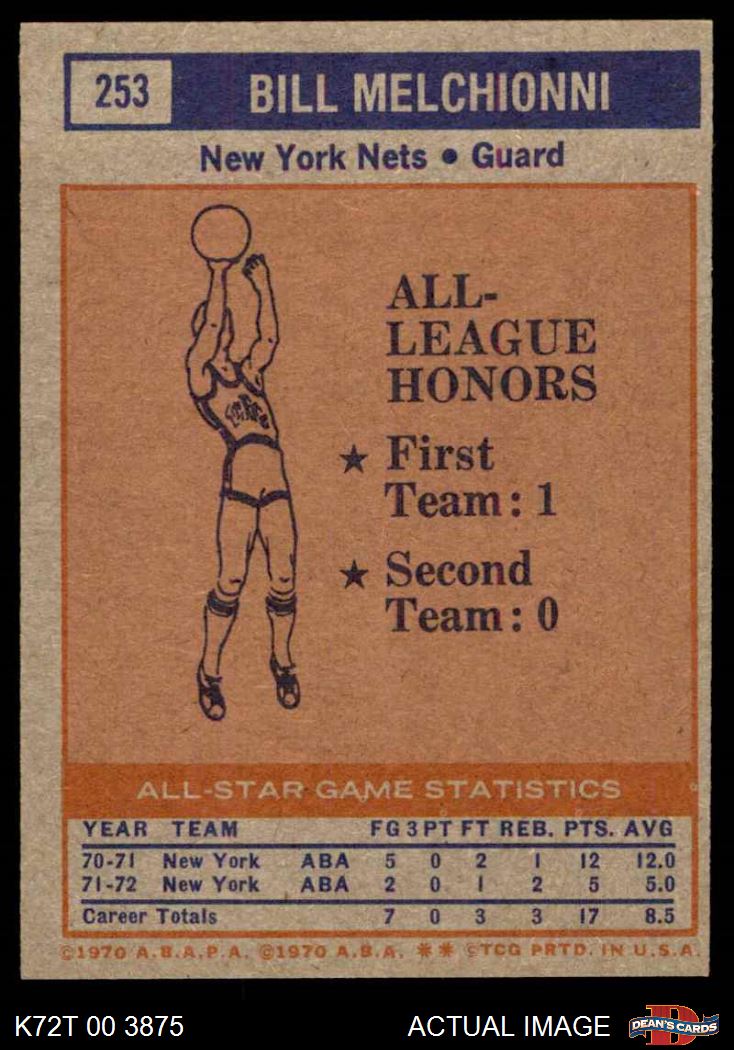 253 BILL MELCHIONNI
New York Nets • Guard
ALL-
LEAGUE
HONORS
★ First
Team: 1
★ Second
Team: 0
ALL-STAR GAME STATISTICS
YEAR TEAM FG 3PT FT REB. PTS. AVG
70-71 New York ABA 5 0 2 1 12 12.0
71-72 New York ABA 2 0 1 2 5 5.0
Career Totals 7 0 3 3 17 8.5
©1970 A.B.A.P.A. ©1970 A.B.A. ** ©TCG PRTD. IN U.S.A.
K72T 00 3875 ACTUAL IMAGE DEAN'S CARDS